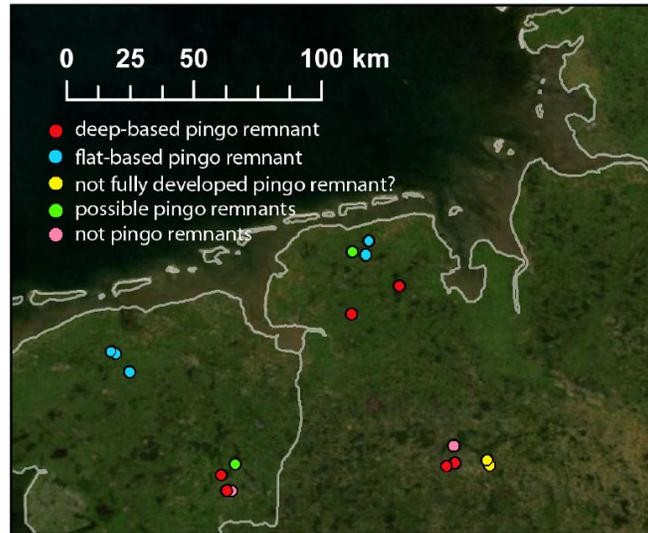 0 25 50 100 km
deep-based pingo remnant
flat-based pingo remnant
not fully developed pingo remnant?
possible pingo remnants
not pingo remnants